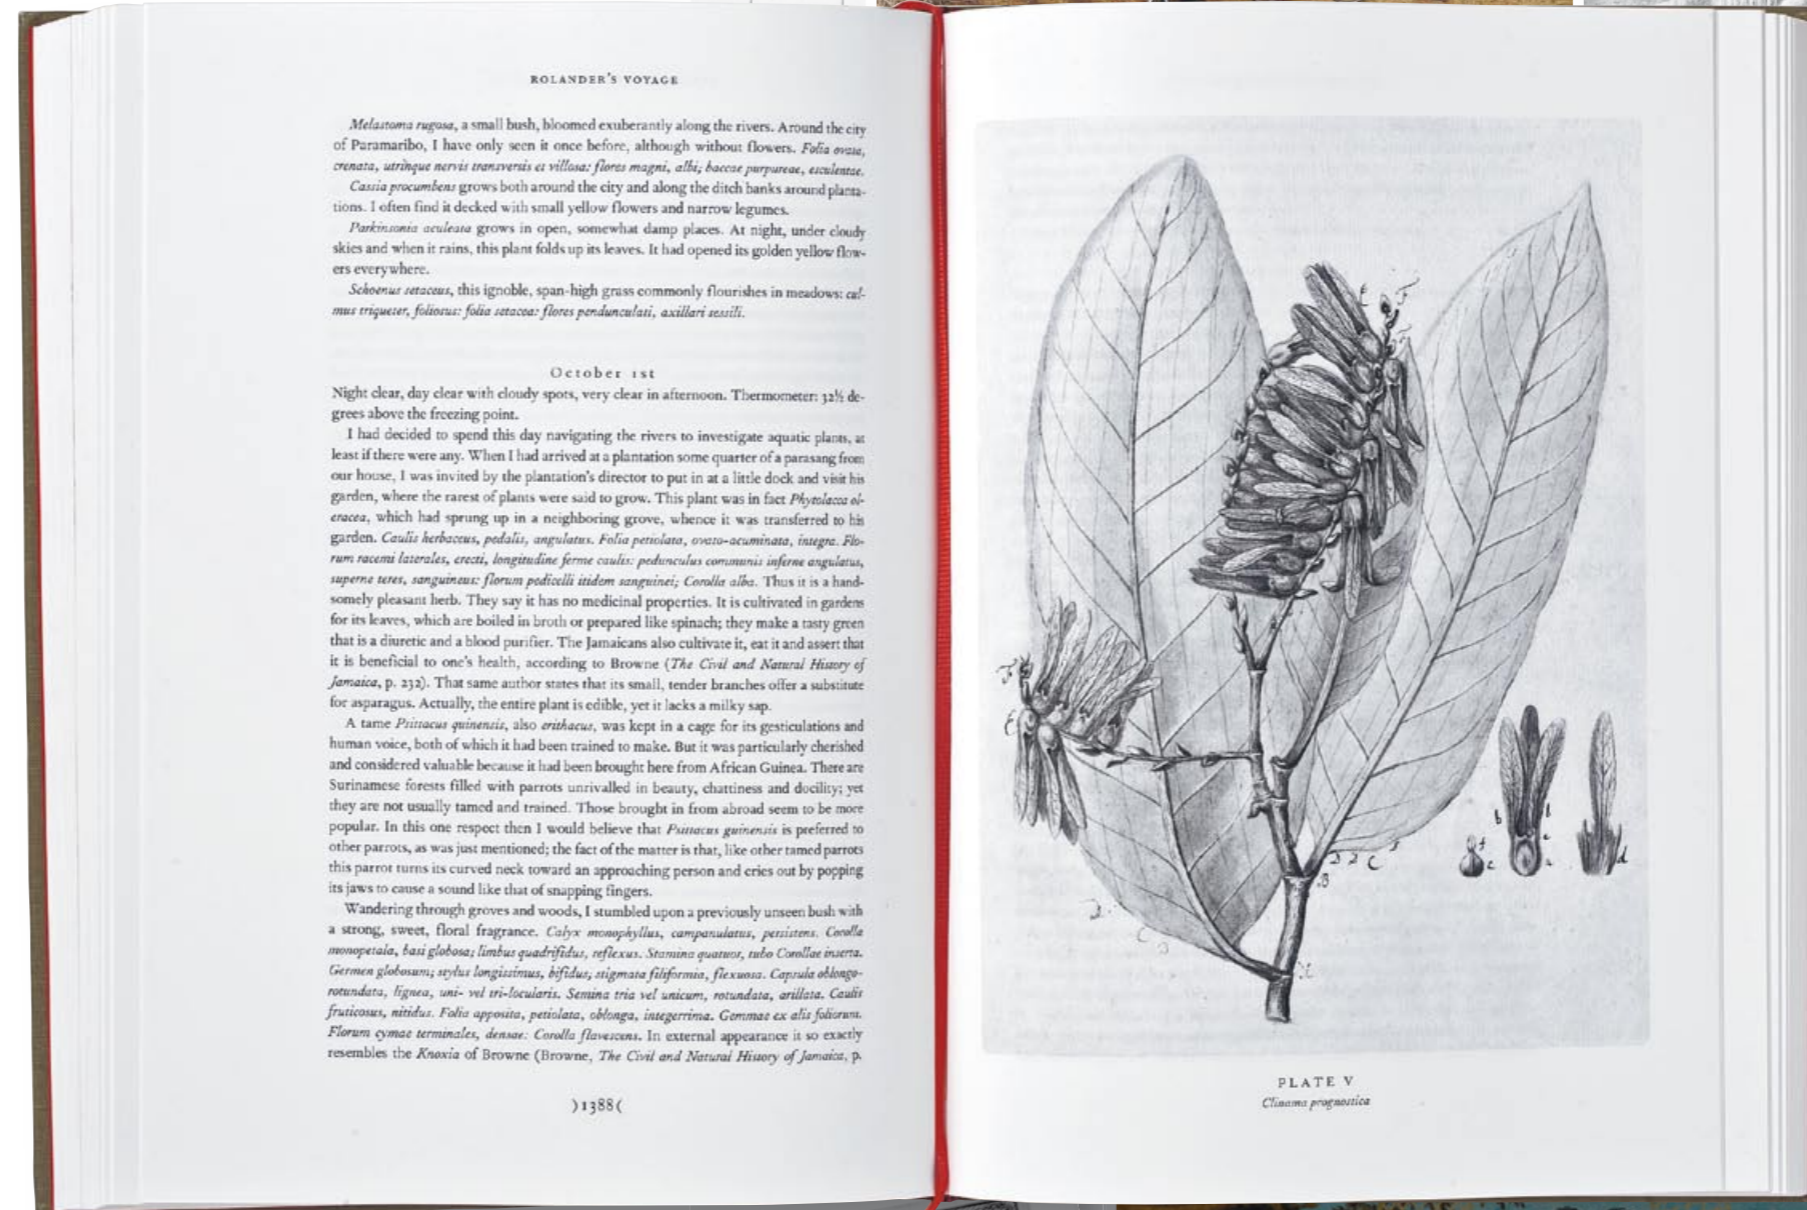 ROLANDER'S VOYAGE
Melastoma rugosa, a small bush, bloomed exuberantly along the rivers. Around the city
of Paramaribo, I have only seen it once before, although without flowers. Folia ovata,
crenata, utrinque nervis transversis et villosa: flores magni, albi; baccae purpureae, esculentae.
Cassia procumbens grows both around the city and along the ditch banks around planta-
tions. I often find it decked with small yellow flowers and narrow legumes.
Parkinsonia aculeata grows in open, somewhat damp places. At night, under cloudy
skies and when it rains, this plant folds up its leaves. It had opened its golden yellow flow-
ers everywhere.
Schoenus setaceus, this ignoble, span-high grass commonly flourishes in meadows: cul-
mus triqueter, foliosus: folia setacea: flores pendunculati, axillari sessili.
October 1st
Night clear, day clear with cloudy spots, very clear in afternoon. Thermometer: 32½ de-
grees above the freezing point.
I had decided to spend this day navigating the rivers to investigate aquatic plants, at
least if there were any. When I had arrived at a plantation some quarter of a parasang from
our house, I was invited by the plantation's director to put in at a little dock and visit his
garden, where the rarest of plants were said to grow. This plant was in fact Phytolacca ol-
eracea, which had sprung up in a neighboring grove, whence it was transferred to his
garden. Caulis herbaceus, pedalis, angulatus. Folia petiolata, ovato-acuminata, integra. Flo-
rum racemi laterales, erecti, longitudine ferme caulis: pedunculus communis inferne angulatus,
superne teres, sanguineus: florum pedicelli itidem sanguinei; Corolla alba. Thus it is a hand-
somely pleasant herb. They say it has no medicinal properties. It is cultivated in gardens
for its leaves, which are boiled in broth or prepared like spinach; they make a tasty green
that is a diuretic and a blood purifier. The Jamaicans also cultivate it, eat it and assert that
it is beneficial to one's health, according to Browne (The Civil and Natural History of
Jamaica, p. 232). That same author states that its small, tender branches offer a substitute
for asparagus. Actually, the entire plant is edible, yet it lacks a milky sap.
A tame Psittacus quinensis, also erithacus, was kept in a cage for its gesticulations and
human voice, both of which it had been trained to make. But it was particularly cherished
and considered valuable because it had been brought here from African Guinea. There are
Surinamese forests filled with parrots unrivalled in beauty, chattiness and docility; yet
they are not usually tamed and trained. Those brought in from abroad seem to be more
popular. In this one respect then I would believe that Psittacus guinensis is preferred to
other parrots, as was just mentioned; the fact of the matter is that, like other tamed parrots
this parrot turns its curved neck toward an approaching person and cries out by popping
its jaws to cause a sound like that of snapping fingers.
Wandering through groves and woods, I stumbled upon a previously unseen bush with
a strong, sweet, floral fragrance. Calyx monophyllus, campanulatus, persistens. Corolla
monopetala, basi globosa; limbus quadrifidus, reflexus. Stamina quatuor, tubo Corollae inserta.
Germen globosum; stylus longissimus, bifidus; stigmata filiformia, flexuosa. Capsula oblongo-
rotundata, lignea, uni- vel tri-locularis. Semina tria vel unicum, rotundata, arillata. Caulis
fruticosus, nitidus. Folia apposita, petiolata, oblonga, integerrima. Gemmae ex alis foliorum.
Florum cymae terminales, densae: Corolla flavescens. In external appearance it so exactly
resembles the Knoxia of Browne (Browne, The Civil and Natural History of Jamaica, p.
)1388(
PLATE V
prognostica